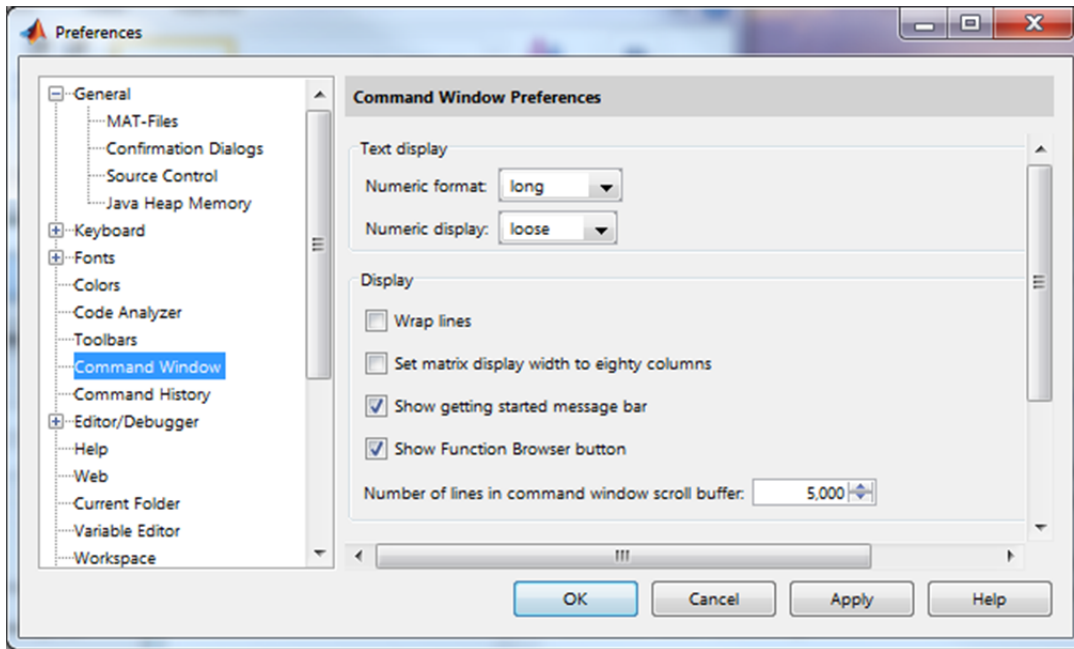 Preferences
General
MAT-Files
Confirmation Dialogs
Source Control
Java Heap Memory
Keyboard
Fonts
Colors
Code Analyzer
Toolbars
Command Window
Command History
Editor/Debugger
Help
Web
Current Folder
Variable Editor
Workspace
Command Window Preferences
Text display
Numeric format: long
Numeric display: loose
Display
Wrap lines
Set matrix display width to eighty columns
Show getting started message bar
Show Function Browser button
Number of lines in command window scroll buffer: 5,000
OK Cancel Apply Help